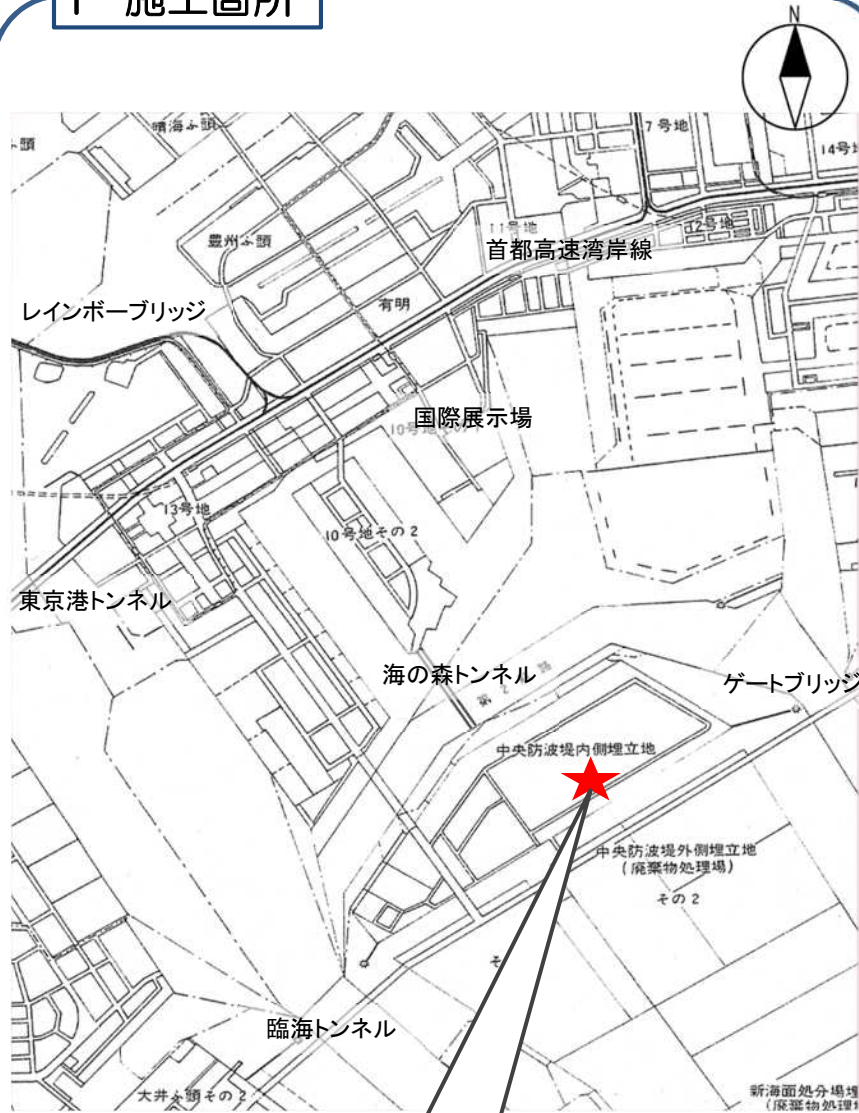 1 施工箇所
N
晴海ふ頭
ふ頭
7号地
14号地
豊州ふ頭
11号地
12号地
首都高速湾岸線
レインボーブリッジ
有明
国際展示場
10号地その1
13号地
10号地その2
東京港トンネル
海の森トンネル
第2航路
ゲートブリッジ
中央防波堤内側埋立地
中央防波堤外側埋立地
(廃棄物処理場)
その2
そ
臨海トンネル
大井ふ頭その2
新海面処分場
(廃棄物処理